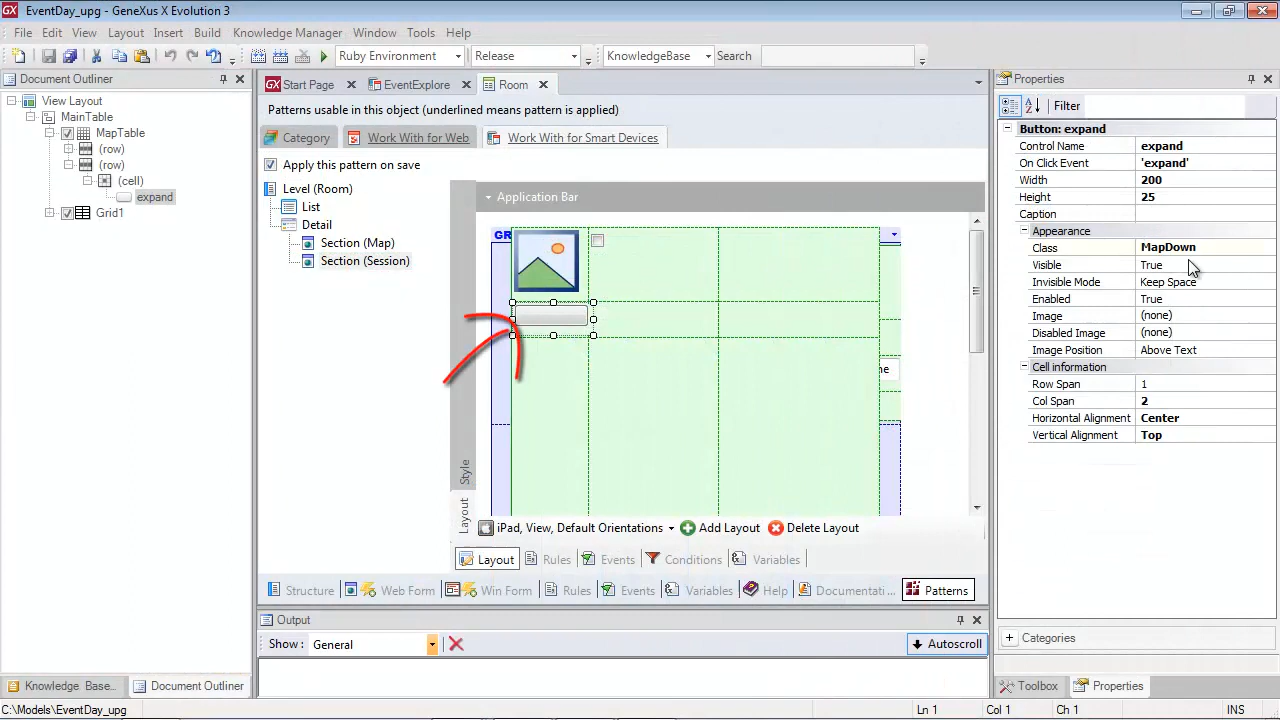 EventDay_upg - GeneXus X Evolution 3
File Edit View Layout Insert Build Knowledge Manager Window Tools Help
Ruby Environment Release KnowledgeBase Search
Document Outliner
View Layout
MainTable
MapTable
(row)
(row)
(cell)
expand
Grid1
Knowledge Base... Document Outliner
Start Page EventExplore Room
Patterns usable in this object (underlined means pattern is applied)
Category Work With for Web Work With for Smart Devices
Apply this pattern on save
Level (Room)
List
Detail
Section (Map)
Section (Session)
Application Bar
GR
ne
Style
Layout
iPad, View, Default Orientations Add Layout Delete Layout
Layout Rules Events Conditions Variables
Structure Web Form Win Form Rules Events Variables Help Documentati... Patterns
Output
Show: General Autoscroll
Properties
Filter
Button: expand
Control Name expand
On Click Event 'expand'
Width 200
Height 25
Caption
Appearance
Class MapDown
Visible True
Invisible Mode Keep Space
Enabled True
Image (none)
Disabled Image (none)
Image Position Above Text
Cell information
Row Span 1
Col Span 2
Horizontal Alignment Center
Vertical Alignment Top
Categories
Toolbox Properties
C:\Models\EventDay_upg Ln 1 Col 1 Ch 1 INS